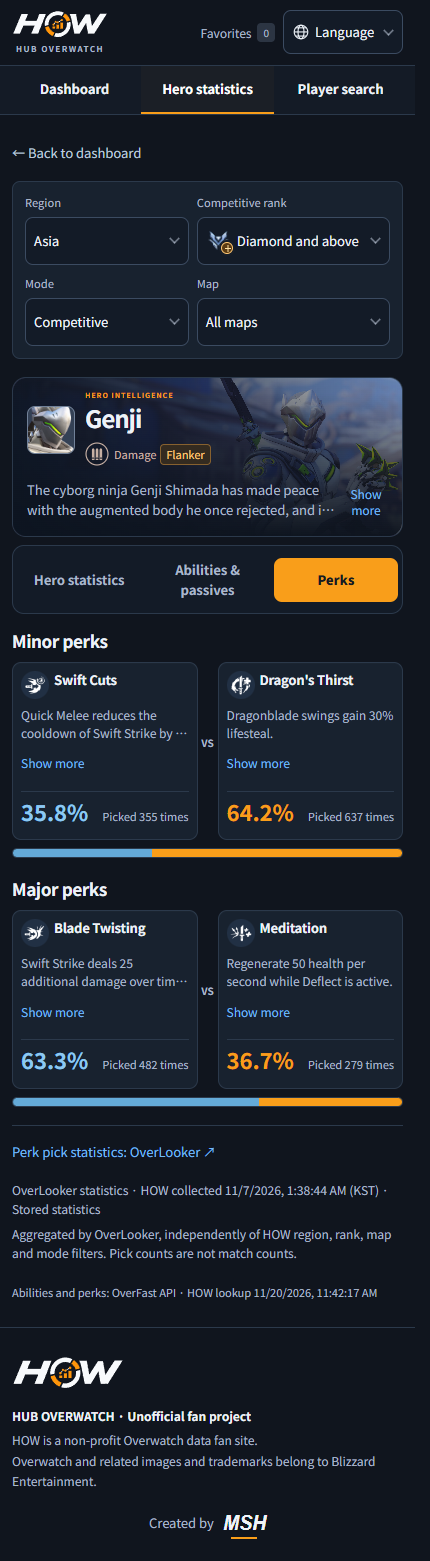 HOW
HUB OVERWATCH
Favorites 0
Language
Dashboard
Hero statistics
Player search
← Back to dashboard
Region
Competitive rank
Asia
Diamond and above
Mode
Map
Competitive
All maps
HERO INTELLIGENCE
Genji
Damage Flanker
The cyborg ninja Genji Shimada has made peace
with the augmented body he once rejected, and i···
Show
more
Hero statistics
Abilities &
passives
Perks
Minor perks
Swift Cuts
Quick Melee reduces the
cooldown of Swift Strike by ···
Show more
35.8% Picked 355 times
VS
Dragon's Thirst
Dragonblade swings gain 30%
lifesteal.
Show more
64.2% Picked 637 times
Major perks
Blade Twisting
Swift Strike deals 25
additional damage over tim···
Show more
63.3% Picked 482 times
VS
Meditation
Regenerate 50 health per
second while Deflect is active.
Show more
36.7% Picked 279 times
Perk pick statistics: OverLooker ↗
OverLooker statistics · HOW collected 11/7/2026, 1:38:44 AM (KST) ·
Stored statistics
Aggregated by OverLooker, independently of HOW region, rank, map
and mode filters. Pick counts are not match counts.
Abilities and perks: OverFast API · HOW lookup 11/20/2026, 11:42:17 AM
HOW
HUB OVERWATCH · Unofficial fan project
HOW is a non-profit Overwatch data fan site.
Overwatch and related images and trademarks belong to Blizzard
Entertainment.
Created by MSH